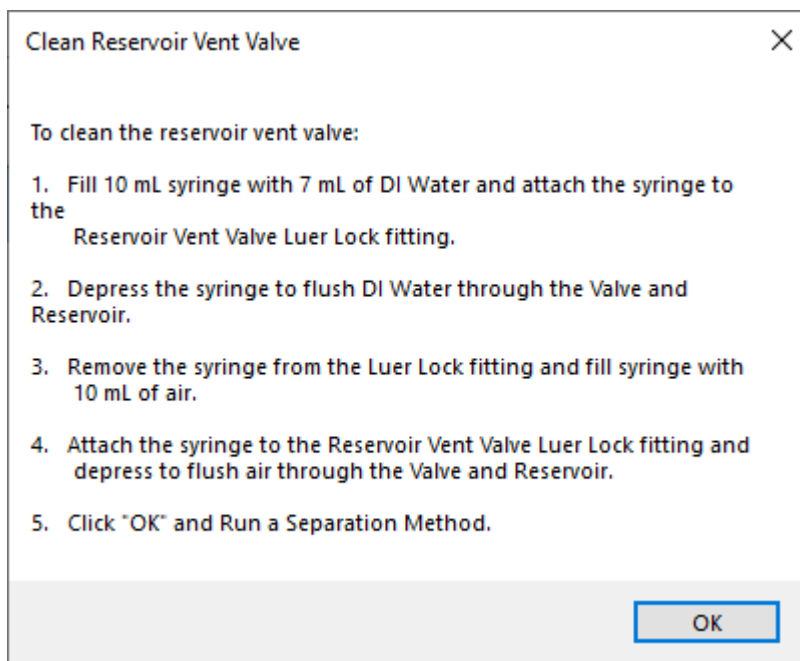 Clean Reservoir Vent Valve
To clean the reservoir vent valve:
1. Fill 10 mL syringe with 7 mL of DI Water and attach the syringe to
the
Reservoir Vent Valve Luer Lock fitting.
2. Depress the syringe to flush DI Water through the Valve and
Reservoir.
3. Remove the syringe from the Luer Lock fitting and fill syringe with
10 mL of air.
4. Attach the syringe to the Reservoir Vent Valve Luer Lock fitting and
depress to flush air through the Valve and Reservoir.
5. Click "OK" and Run a Separation Method.
OK